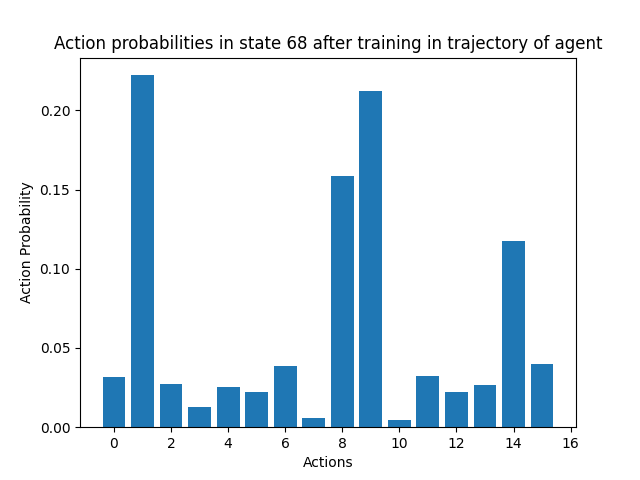 Action probabilities in state 68 after training in trajectory of agent
0.20
0.15
0.10
0.05
0.00
Action Probability
0 2 4 6 8 10 12 14 16
Actions